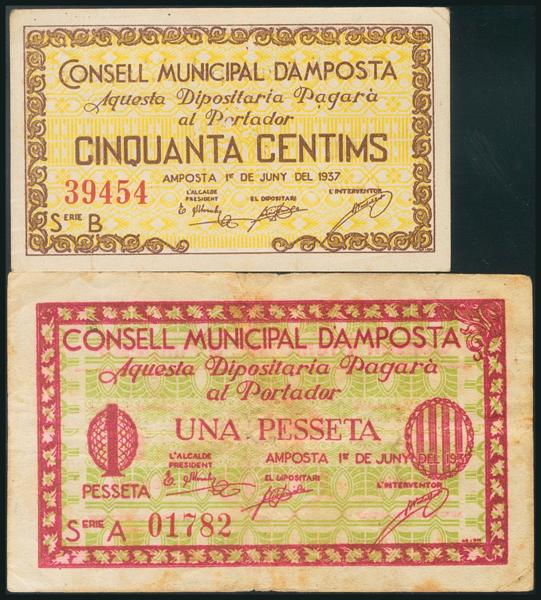 CONSELL MUNICIPAL D'AMPOSTA
Aquesta Dipositaria Pagarà
al Portador
CINQUANTA CENTIMS
AMPOSTA 1er DE JUNY DEL 1937
39454
L'ALCALDE PRESIDENT EL DIPOSITARI L'INTERVENTOR
SERIE B
CONSELL MUNICIPAL D'AMPOSTA
Aquesta Dipositaria Pagarà
al Portador
UNA PESSETA
1
L'ALCALDE PRESIDENT
AMPOSTA 1er DE JUNY DEL 1937
EL DIPOSITARI
L'INTERVENTOR
PESSETA
SERIE A 01782